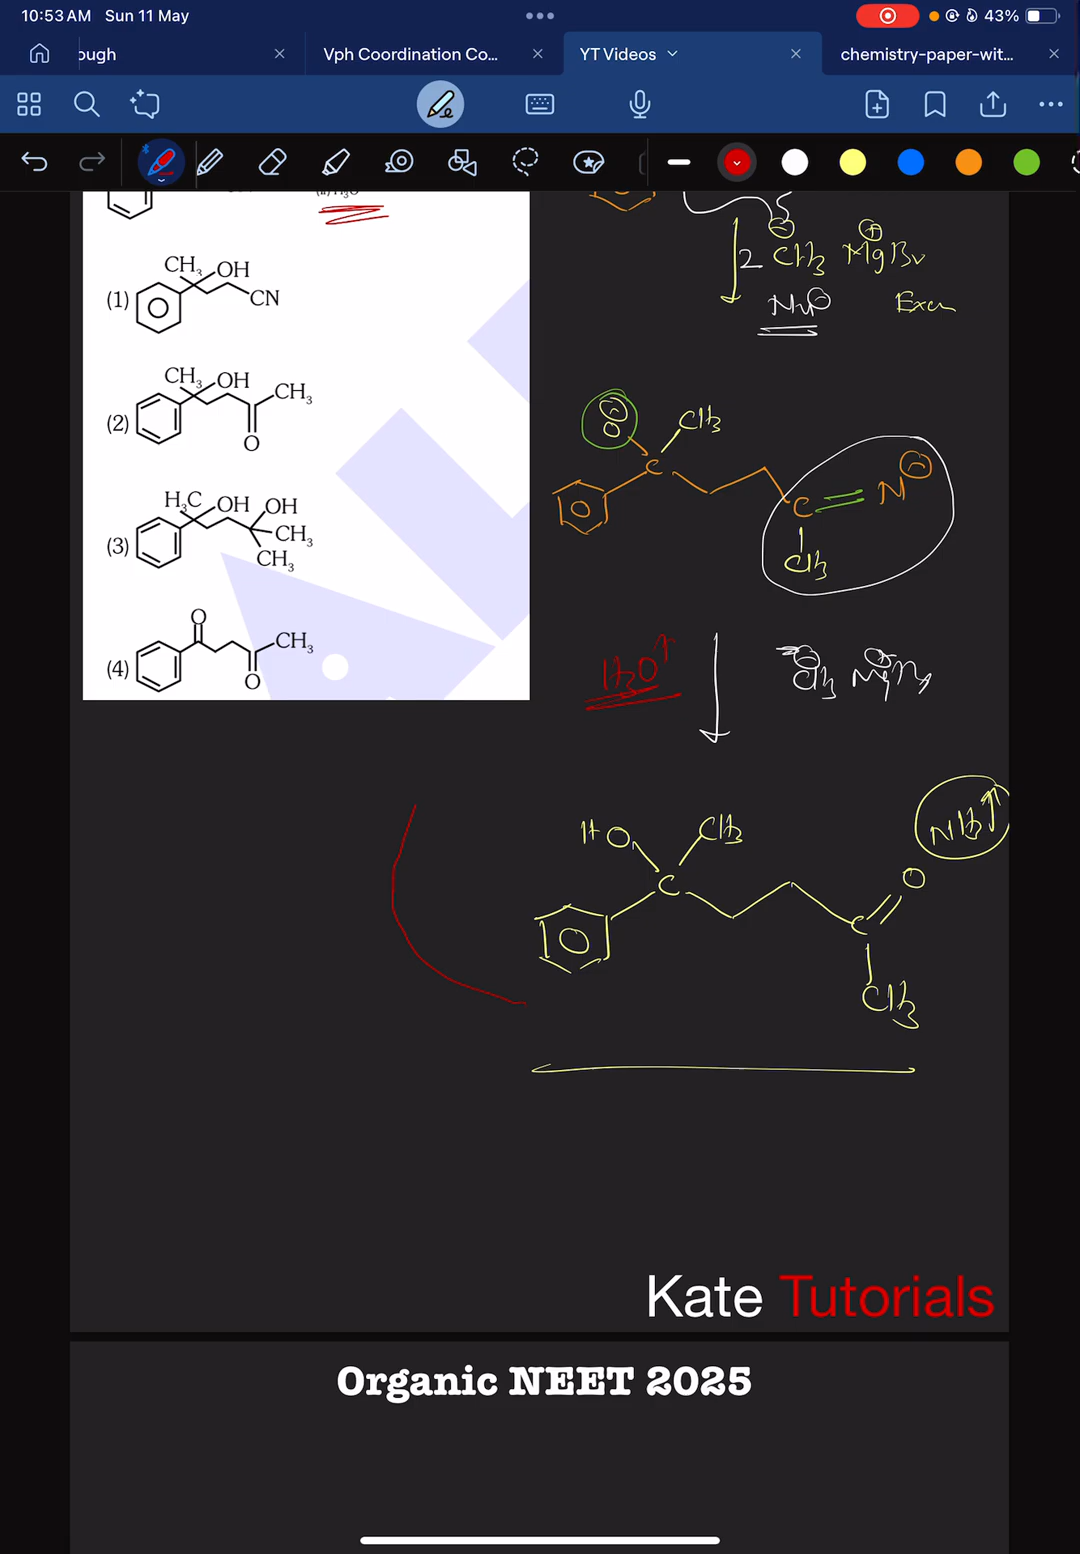 10:53 AM Sun 11 May
43%
ough
Vph Coordination Co...
YT Videos
chemistry-paper-wit...
2 CH3 MgBr
CH3 OH
(1)
CN
CH3 OH
CH3
(2)
O
O CH3
C
C = N
CH3
H3C OH OH
CH3
(3)
CH3
O
CH3
(4)
O
H3O
CH3
HO CH3
NH3
C
O
C
CH3
Kate Tutorials
Organic NEET 2025